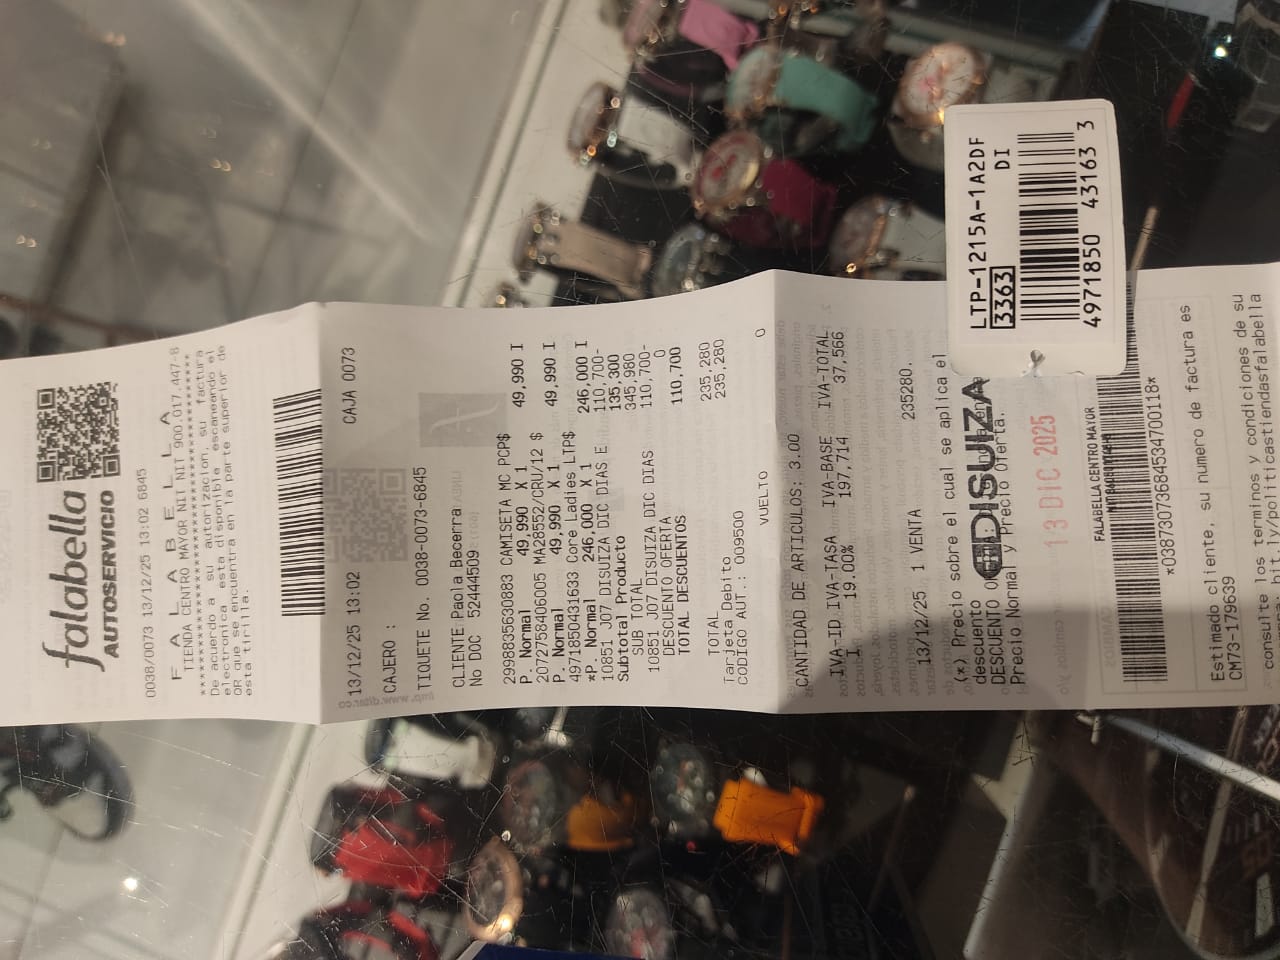 falabella
AUTOSERVICIO
0038/0073 13/12/25 13:02 6845
F A L A B E L L A
TIENDA CENTRO MAYOR NIT NIT 900.017.447-8
***************************************
De acuerdo a su autorizacion, su factura
electronica esta disponible escaneando el
QR que se encuentra en la parte superior de
esta tirilla.
13/12/25 13:02 CAJA 0073
CAJERO :
TIQUETE No. 0038-0073-6845
CLIENTE:Paola Becerra
No DOC 52444509
2998835630883 CAMISETA MC PCP$
P. Normal 49,990 X 1 49,990 I
2072758406005 MA28552/CRU/12 $
P. Normal 49,990 X 1 49,990 I
4971850431633 Core Ladies LTP$
*P. Normal 246,000 X 1 246,000 I
10851 J07 DISUIZA DIC DIAS E 110,700-
Subtotal Producto 135,300
SUB TOTAL 345,980
10851 J07 DISUIZA DIC DIAS 110,700-
DESCUENTO OFERTA 0
TOTAL DESCUENTOS 110,700
TOTAL 235,280
Tarjeta Debito 235,280
CODIGO AUT.: 009500
VUELTO 0
CANTIDAD DE ARTICULOS: 3.00
IVA-ID IVA-TASA IVA-BASE IVA-TOTAL
I 19.00% 197,714 37,566
13/12/25 1 VENTA 235280.
(*) Precio sobre el cual se aplica el
descuento
DESCUENTO
Precio Normal y Precio Oferta.
DISUIZA
13 DIC 2025
FALABELLA CENTRO MAYOR
*03873073684534700118*
Estimado cliente, su numero de factura es
CM73-179639
consulte los terminos y condiciones de su
bit.ly/politicastiendasfalabella
LTP-1215A-1A2DF
3363 DI
4971850 43163 3